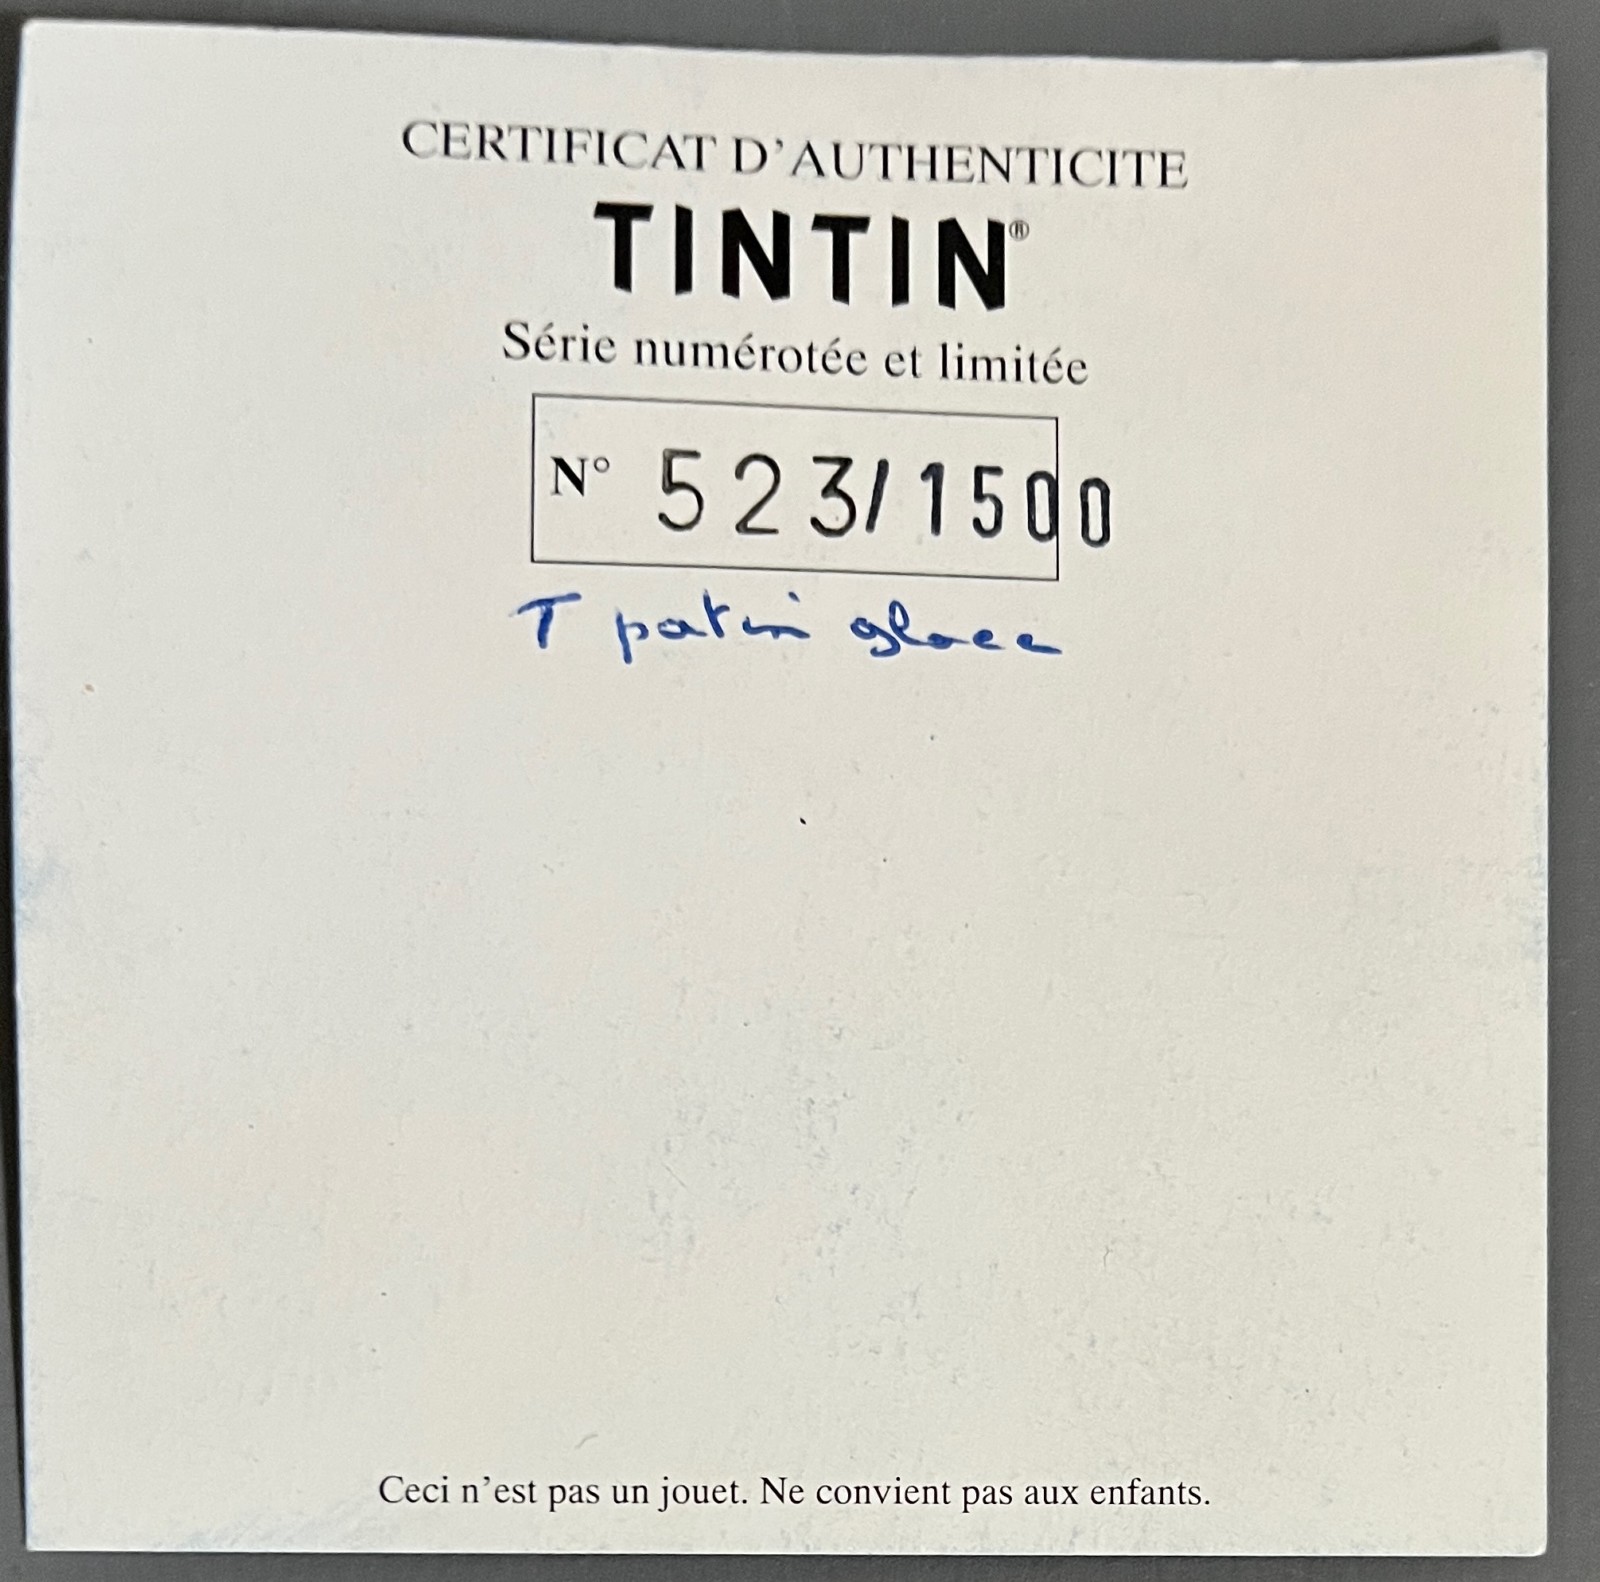 CERTIFICAT D'AUTHENTICITE
TINTIN®
Série numérotée et limitée
N° 523/1500
T patin glace
Ceci n'est pas un jouet. Ne convient pas aux enfants.